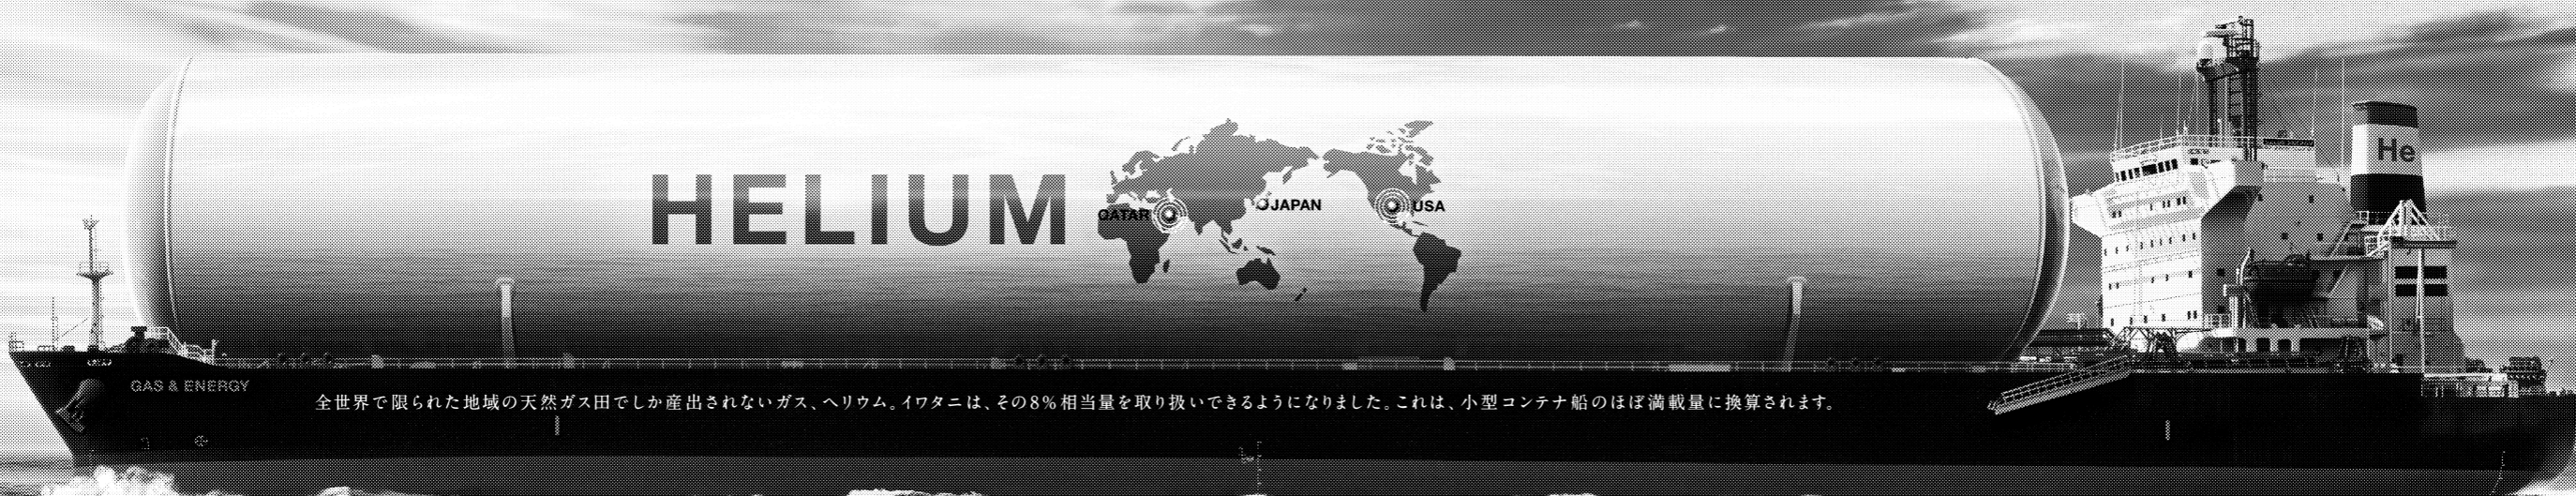 HELIUM
QATAR
JAPAN
USA
He
GAS & ENERGY
全世界で限られた地域の天然ガス田でしか産出されないガス、ヘリウム。イワタニは、その8%相当量を取り扱いできるようになりました。これは、小型コンテナ船のほぼ満載量に換算されます。